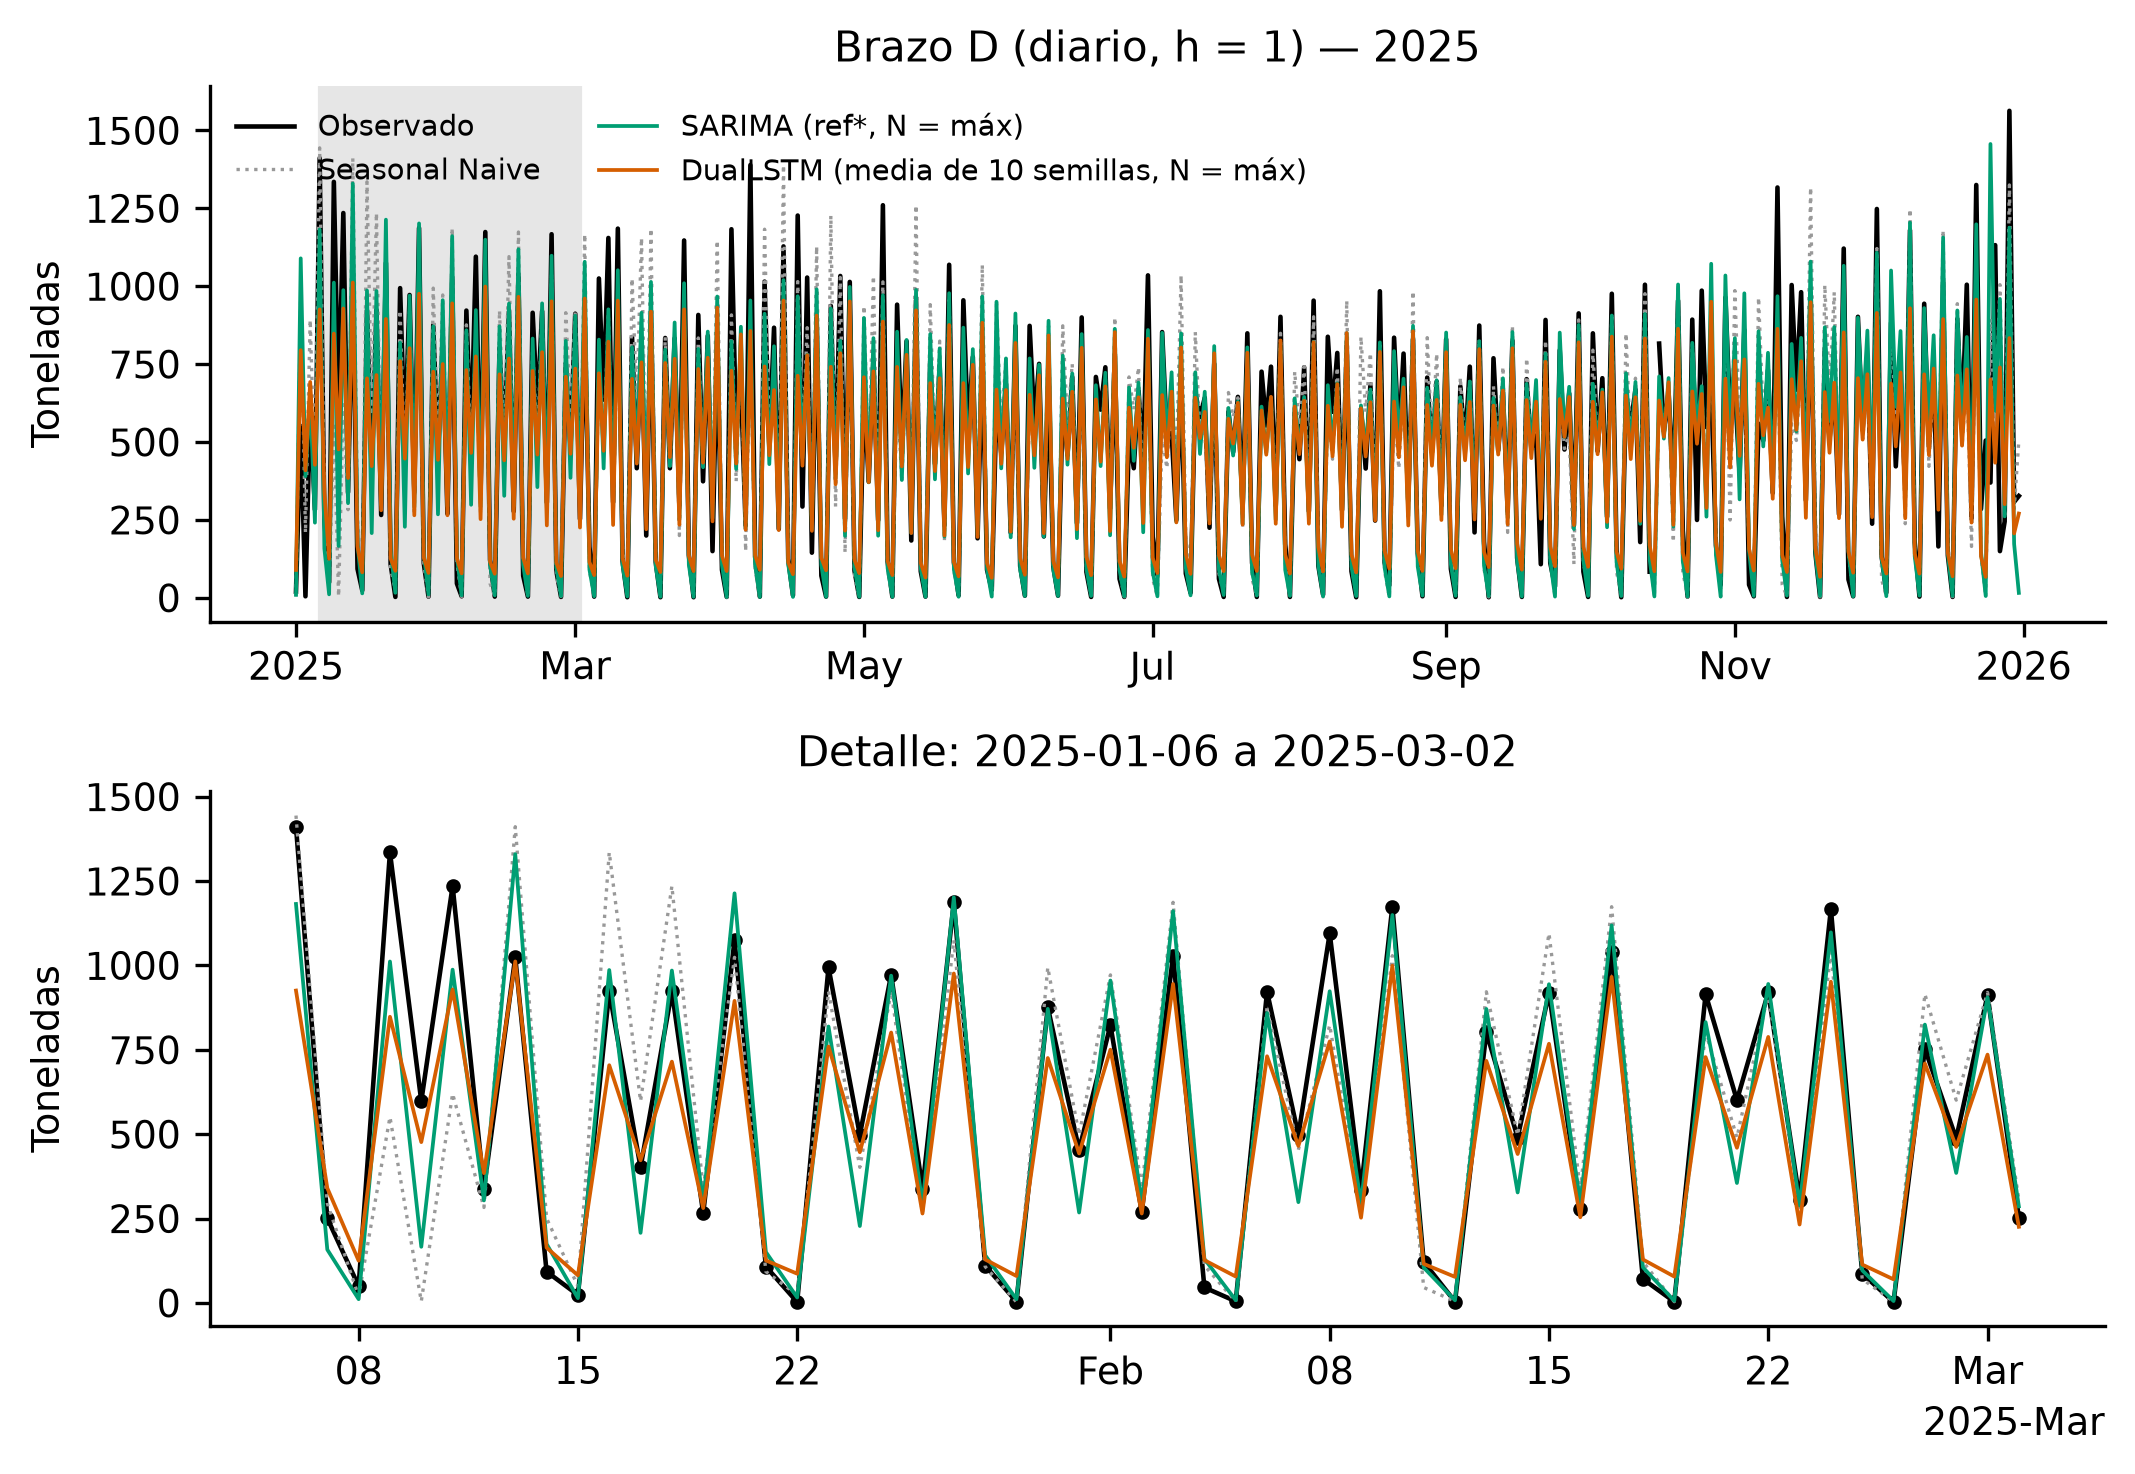 Brazo D (diario, h = 1) — 2025
Toneladas
1500
1250
1000
750
500
250
0
Observado
Seasonal Naive
SARIMA (ref*, N = máx)
DualLSTM (media de 10 semillas, N = máx)
2025 Mar May Jul Sep Nov 2026
Detalle: 2025-01-06 a 2025-03-02
Toneladas
1500
1250
1000
750
500
250
0
08 15 22 Feb 08 15 22 Mar
2025-Mar